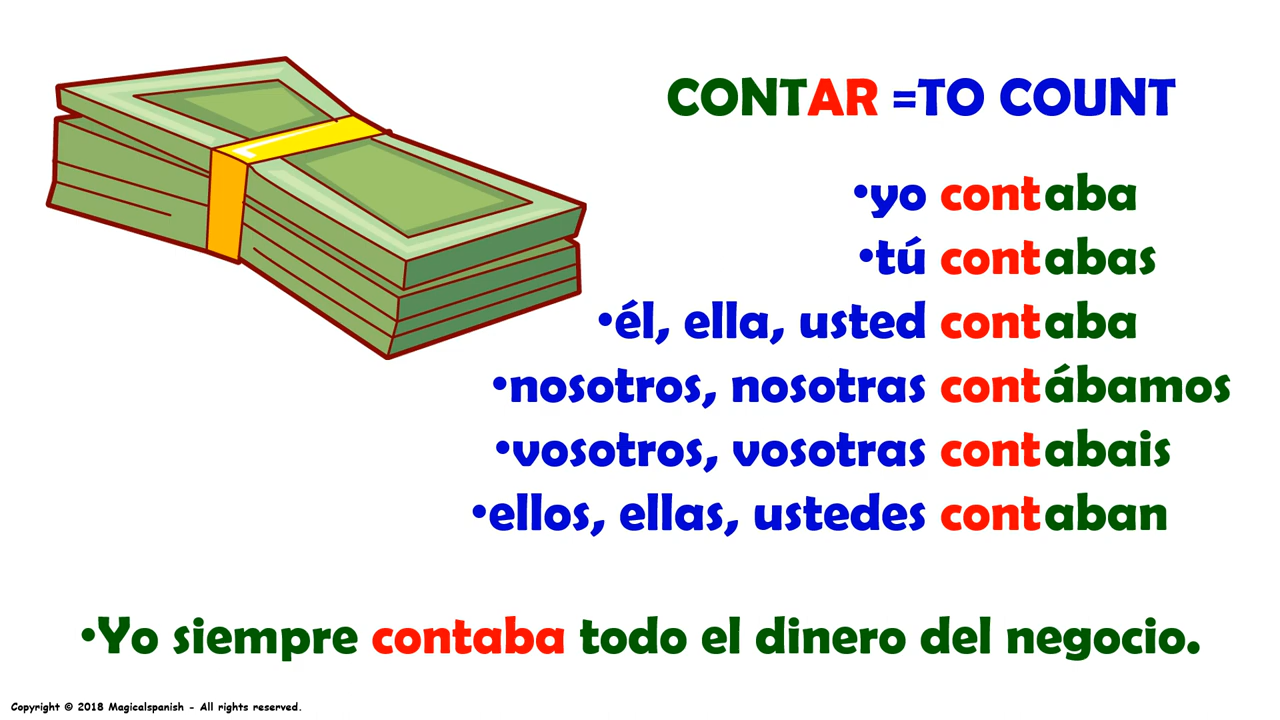 CONTAR =TO COUNT
•yo contaba
•tú contabas
•él, ella, usted contaba
•nosotros, nosotras contábamos
•vosotros, vosotras contabais
•ellos, ellas, ustedes contaban
•Yo siempre contaba todo el dinero del negocio.
Copyright © 2018 Magicalspanish - All rights reserved.